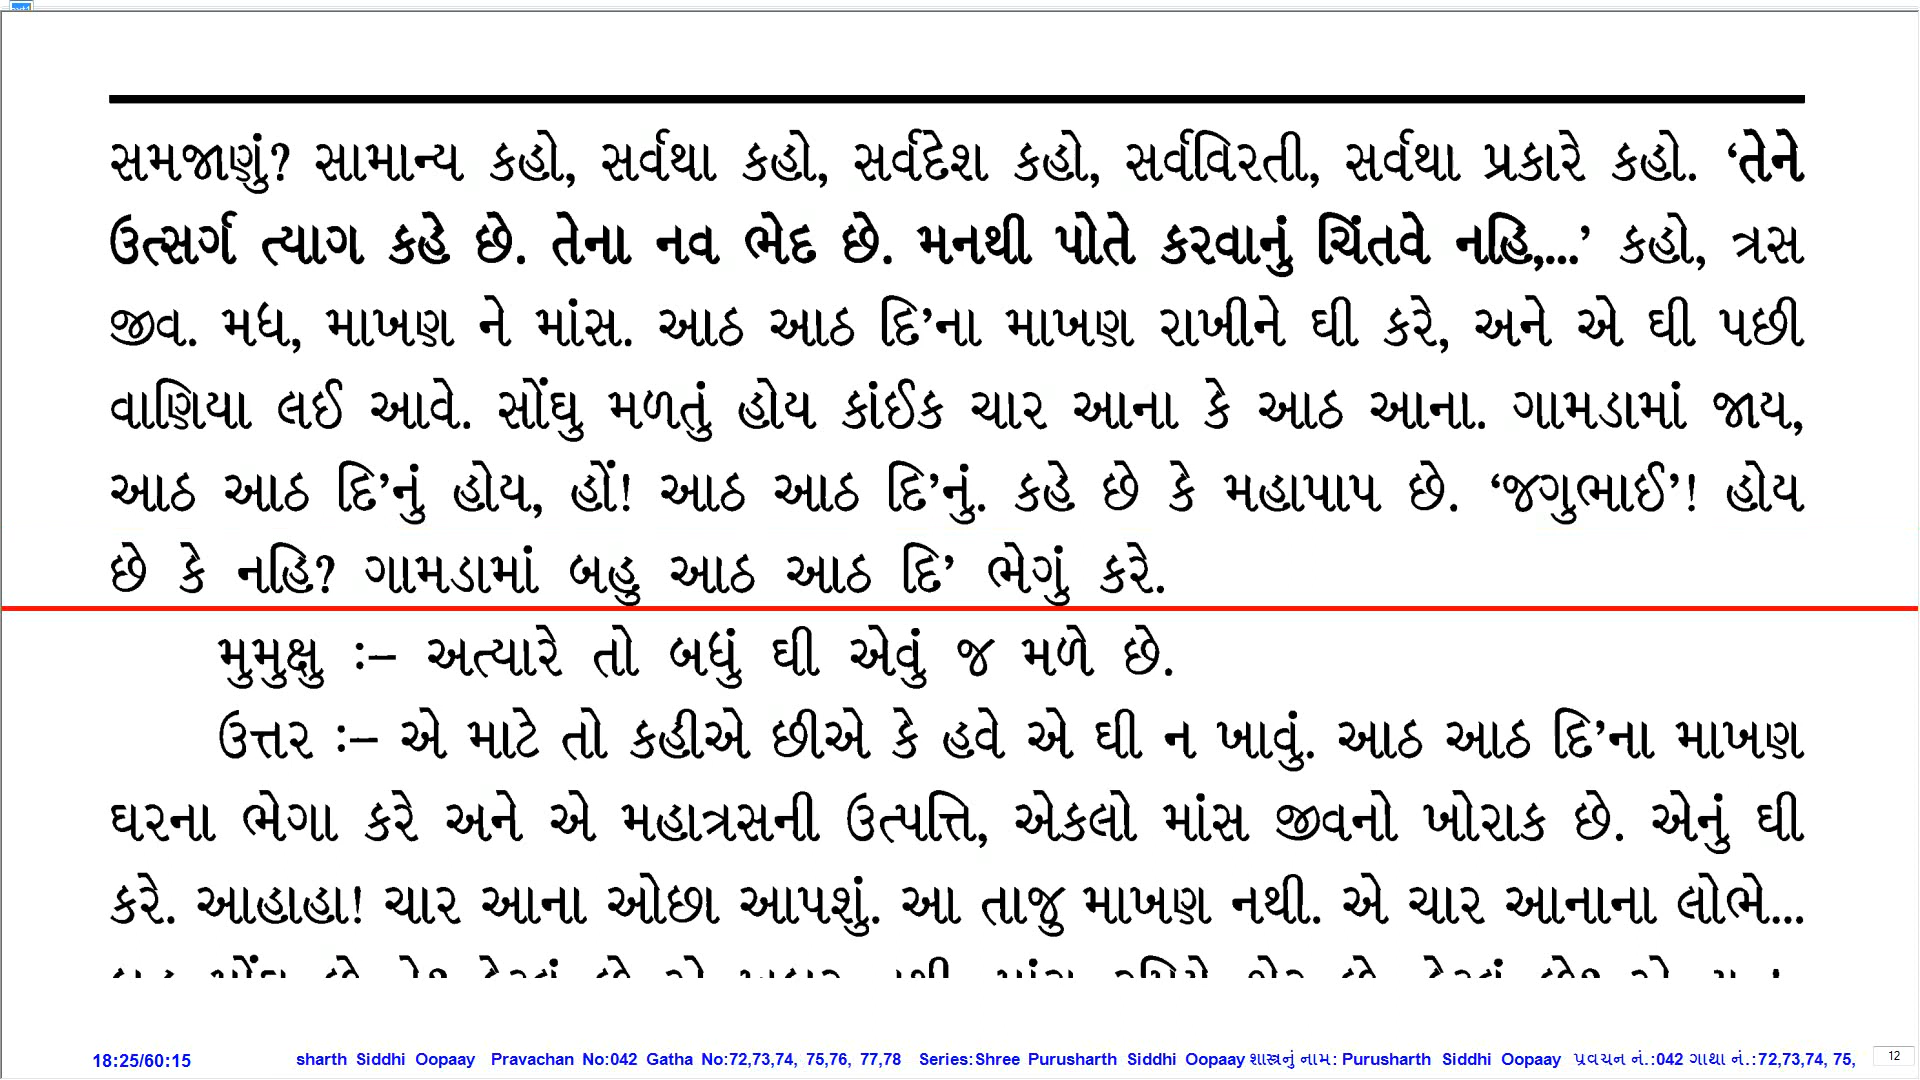 સમજાણું? સામાન્ય કહો, સર્વથા કહો, સર્વદેશ કહો, સર્વવિરતી, સર્વથા પ્રકારે કહો. ‘તેને
ઉત્સર્ગ ત્યાગ કહે છે. તેના નવ ભેદ છે. મનથી પોતે કરવાનું ચિંતવે નહિ,...’ કહો, ત્રસ
જીવ. મધ, માખણ ને માંસ. આઠ આઠ દિ’ના માખણ રાખીને ઘી કરે, અને એ ઘી પછી
વાણિયા લઈ આવે. સોંઘુ મળતું હોય કાંઈક ચાર આના કે આઠ આના. ગામડામાં જાય,
આઠ આઠ દિ’નું હોય, હોં! આઠ આઠ દિ’નું. કહે છે કે મહાપાપ છે. ‘જગુભાઈ’! હોય
છે કે નહિ? ગામડામાં બહુ આઠ આઠ દિ’ ભેગું કરે.
મુમુક્ષુ :– અત્યારે તો બધું ઘી એવું જ મળે છે.
ઉત્તર :– એ માટે તો કહીએ છીએ કે હવે એ ઘી ન ખાવું. આઠ આઠ દિ’ના માખણ
ઘરના ભેગા કરે અને એ મહાત્રસની ઉત્પત્તિ, એકલો માંસ જીવનો ખોરાક છે. એનું ઘી
કરે. આહાહા! ચાર આના ઓછા આપશું. આ તાજુ માખણ નથી. એ ચાર આનાના લોભે...
18:25/60:15 sharth Siddhi Oopaay Pravachan No:042 Gatha No:72,73,74, 75,76, 77,78 Series:Shree Purusharth Siddhi Oopaay શાસ્ત્રનું નામ: Purusharth Siddhi Oopaay પ્રવચન નં.:042 ગાથા નં.:72,73,74, 75, 12